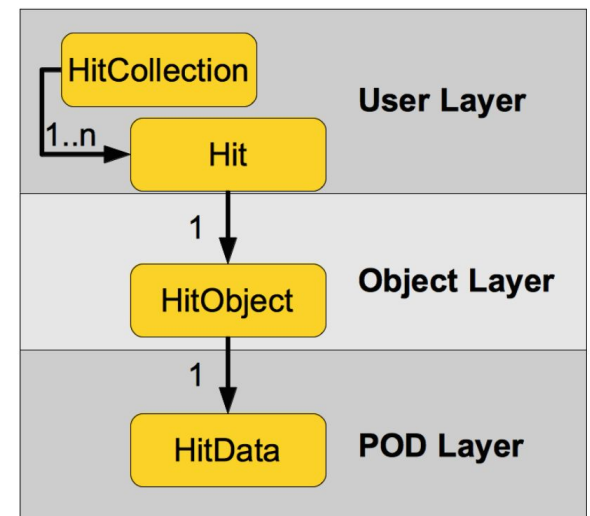 HitCollection
User Layer
1..n
Hit
1
HitObject
Object Layer
1
HitData
POD Layer